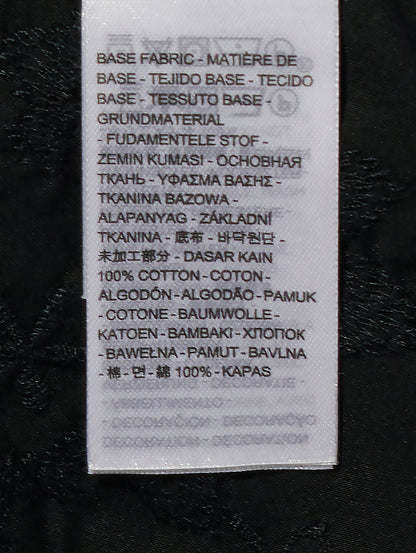 BASE FABRIC - MATIÈRE DE
BASE - TEJIDO BASE - TECIDO
BASE - TESSUTO BASE -
GRUNDMATERIAL
- FUDAMENTELE STOF -
ZEMIN KUMASI - ОСНОВНАЯ
ТКАНЬ - ΥΦΑΣΜΑ ΒΑΣΗΣ -
TKANINA BAZOWA -
ALAPANYAG - ZÁKLADNÍ
TKANINA - 底布 - 바닥원단 -
未加工部分 - DASAR KAIN
100% COTTON - COTON -
ALGODÓN - ALGODÃO - PAMUK
- COTONE - BAUMWOLLE -
KATOEN - BAMBAKI - ХЛОПОК
- BAWEŁNA - PAMUT - BAVLNA
- 棉 - 면 - 綿 100% - KAPAS